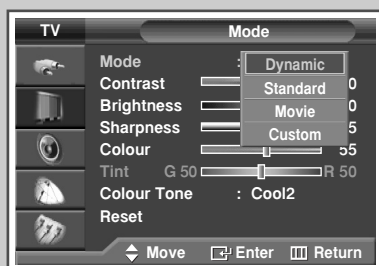 TV Mode
Mode : Dynamic
Contrast Standard 0
Brightness Movie 0
Sharpness Custom 5
Colour 55
Tint G 50 R 50
Colour Tone : Cool2
Reset
Move Enter Return